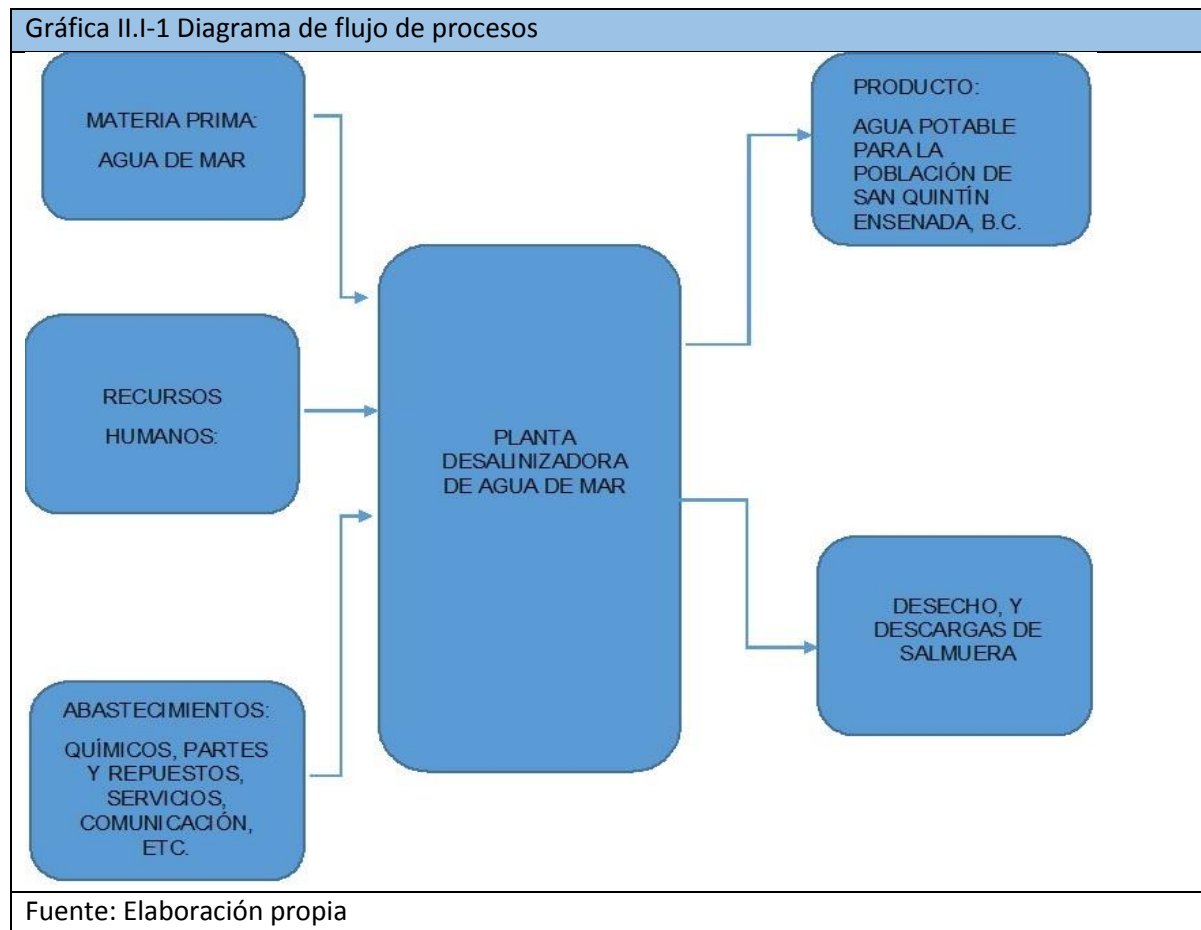 Gráfica II.I-1 Diagrama de flujo de procesos
MATERIA PRIMA:
AGUA DE MAR
RECURSOS
HUMANOS:
ABASTECIMIENTOS:
QUÍMICOS, PARTES
Y REPUESTOS,
SERVICIOS,
COMUNICACIÓN,
ETC.
PLANTA
DESALINIZADORA
DE AGUA DE MAR
PRODUCTO:
AGUA POTABLE
PARA LA
POBLACIÓN DE
SAN QUINTÍN
ENSENADA, B.C.
DESECHO, Y
DESCARGAS DE
SALMUERA
Fuente: Elaboración propia